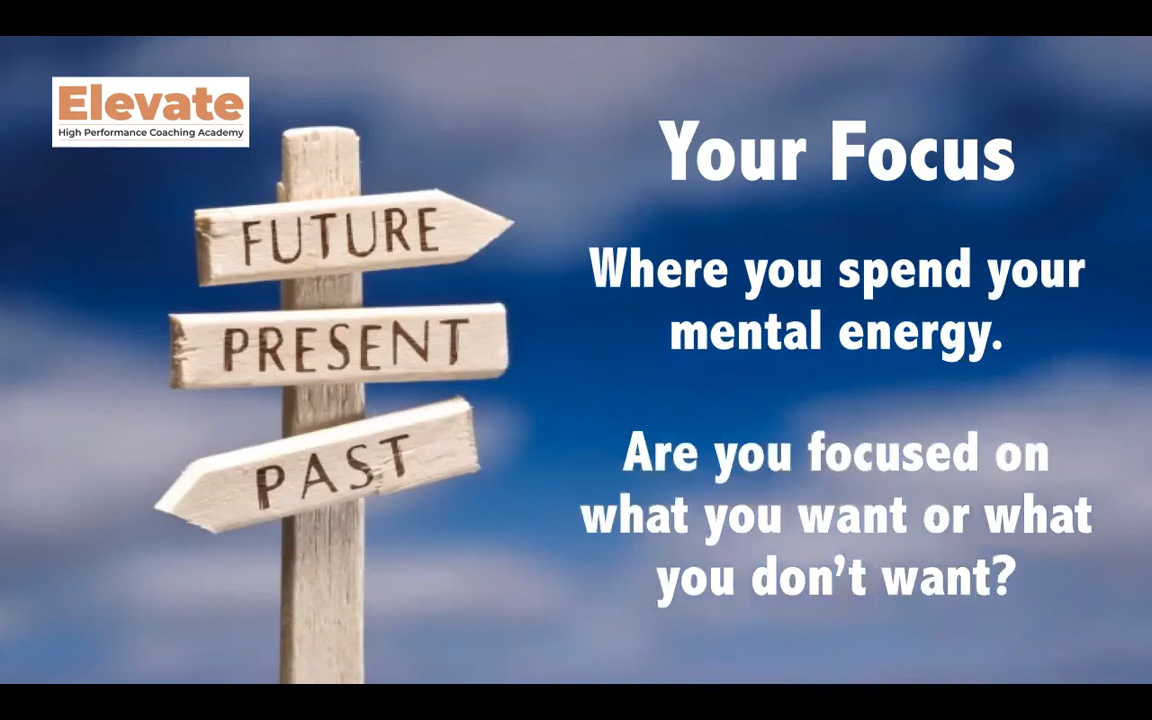 Elevate
High Performance Coaching Academy
FUTURE
PRESENT
PAST
Your Focus
Where you spend your
mental energy.
Are you focused on
what you want or what
you don't want?